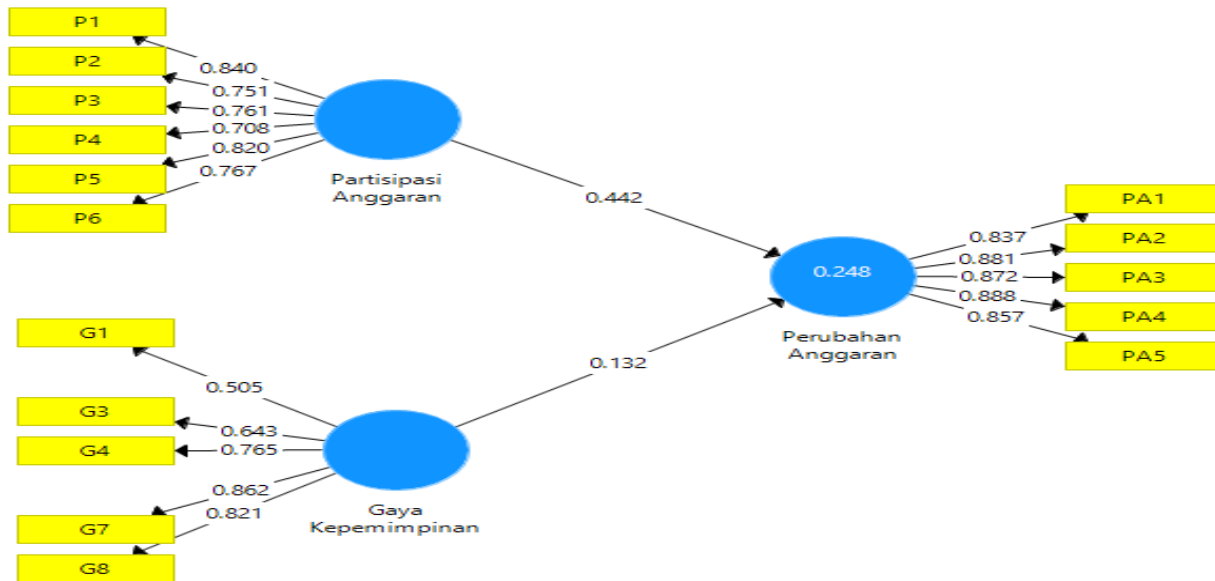 P1
P2
P3
P4
P5
P6
0.840
0.751
0.761
0.708
0.820
0.767
Partisipasi
Anggaran
0.442
G1
G3
G4
G7
G8
0.505
0.643
0.765
0.862
0.821
Gaya
Kepemimpinan
0.132
0.248
Perubahan
Anggaran
0.837
0.881
0.872
0.888
0.857
PA1
PA2
PA3
PA4
PA5